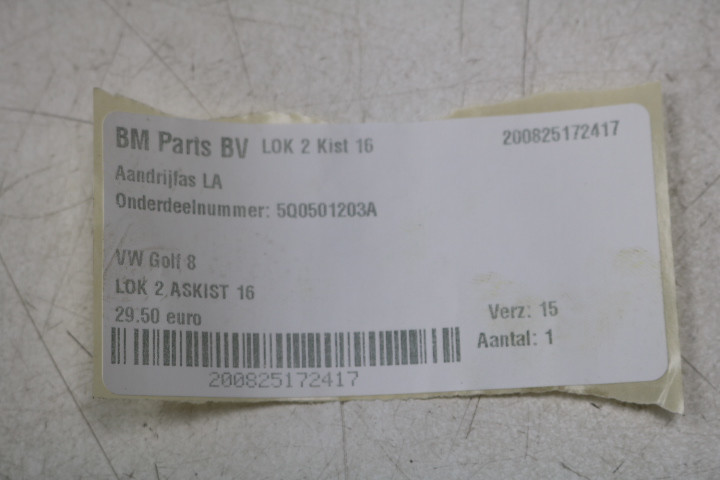 BM Parts BV LOK 2 Kist 16 200825172417
Aandrijfas LA
Onderdeelnummer: 5Q0501203A
VW Golf 8
LOK 2 ASKIST 16
29.50 euro Verz: 15
Aantal: 1
200825172417